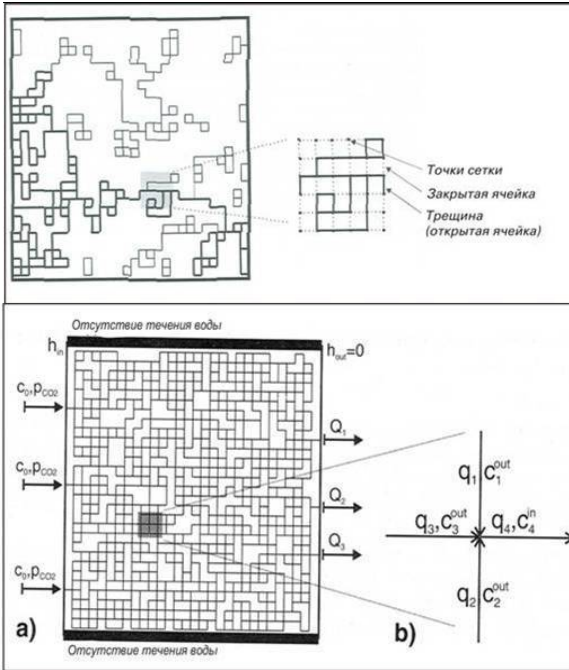 Точки сетки
Закрытая ячейка
Трещина
(открытая ячейка)
Отсутствие течения воды
h_in
h_out=0
c_0,p_CO2
Q_1
c_0,p_CO2
Q_2
Q_3
c_0,p_CO2
q_1 c_1^out
q_3,c_3^out q_4,c_4^in
q_2 c_2^out
a)
b)
Отсутствие течения воды